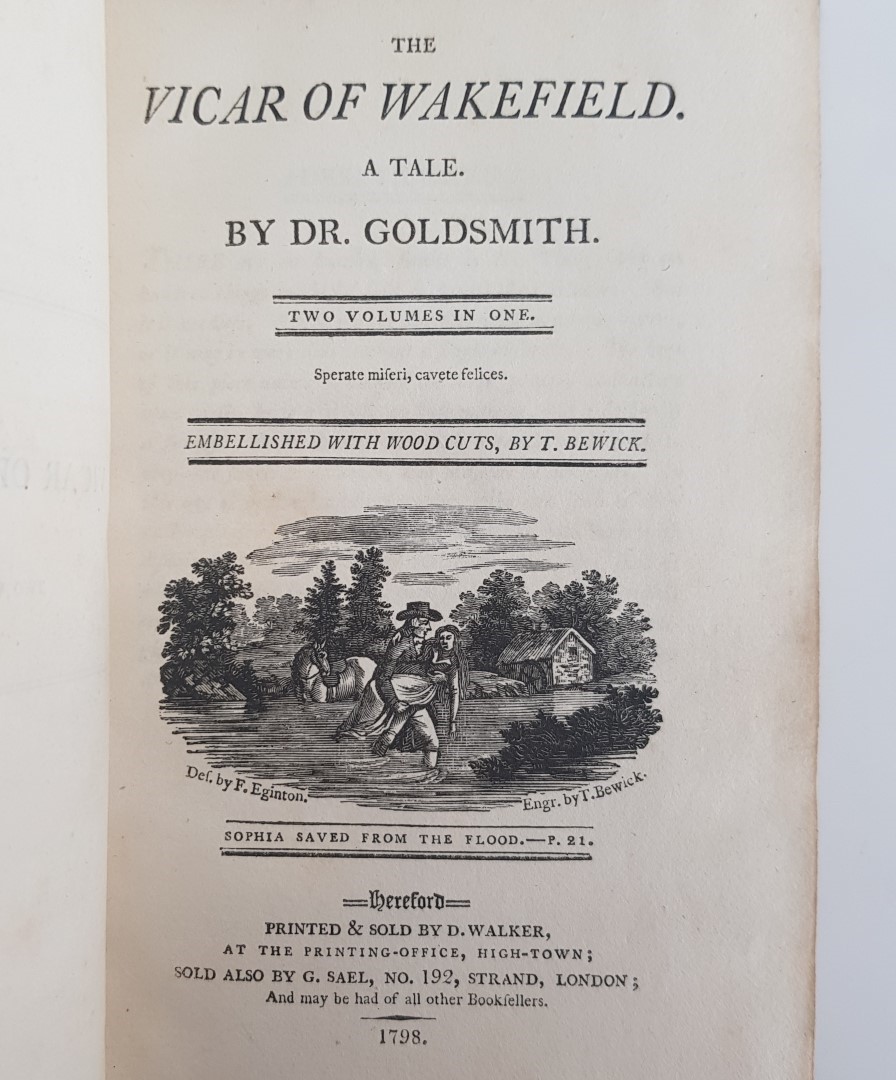 THE
VICAR OF WAKEFIELD.
A TALE.
BY DR. GOLDSMITH.
TWO VOLUMES IN ONE.
Sperate miſeri, cavete felices.
EMBELLISHED WITH WOOD CUTS, BY T. BEWICK.
Deſ. by F. Eginton.
Engr. by T. Bewick.
SOPHIA SAVED FROM THE FLOOD.—P. 21.
Hereford
PRINTED & SOLD BY D. WALKER,
AT THE PRINTING-OFFICE, HIGH-TOWN;
SOLD ALSO BY G. SAEL, NO. 192, STRAND, LONDON;
And may be had of all other Bookſellers.
1798.